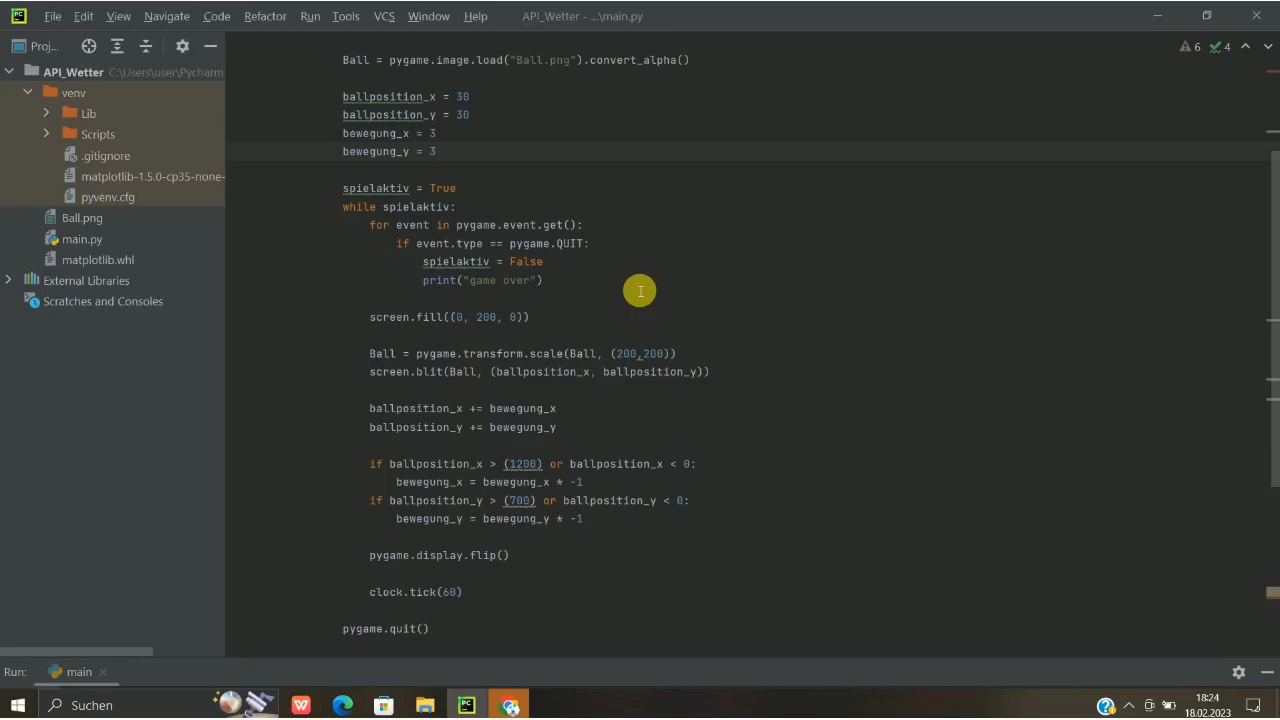 PC File Edit View Navigate Code Refactor Run Tools VCS Window Help API_Wetter - ...\main.py
Proj...
6 4
API_Wetter C:\Users\user\Pycharm
venv
Lib
Scripts
.gitignore
matplotlib-1.5.0-cp35-none-
pyvenv.cfg
Ball.png
main.py
matplotlib.whl
External Libraries
Scratches and Consoles
Ball = pygame.image.load("Ball.png").convert_alpha()
ballposition_x = 30
ballposition_y = 30
bewegung_x = 3
bewegung_y = 3
spielaktiv = True
while spielaktiv:
for event in pygame.event.get():
if event.type == pygame.QUIT:
spielaktiv = False
print("game over")
screen.fill((0, 200, 0))
Ball = pygame.transform.scale(Ball, (200,200))
screen.blit(Ball, (ballposition_x, ballposition_y))
ballposition_x += bewegung_x
ballposition_y += bewegung_y
if ballposition_x > (1200) or ballposition_x < 0:
bewegung_x = bewegung_x * -1
if ballposition_y > (700) or ballposition_y < 0:
bewegung_y = bewegung_y * -1
pygame.display.flip()
clock.tick(60)
pygame.quit()
Run: main
Suchen
W
PC
18:24
18.02.2023